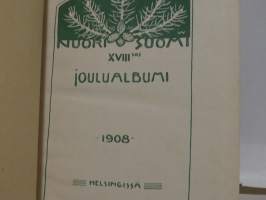 NUORI SUOMI
XVIII
JOULUALBUMI
1908
HELSINGISSÄ